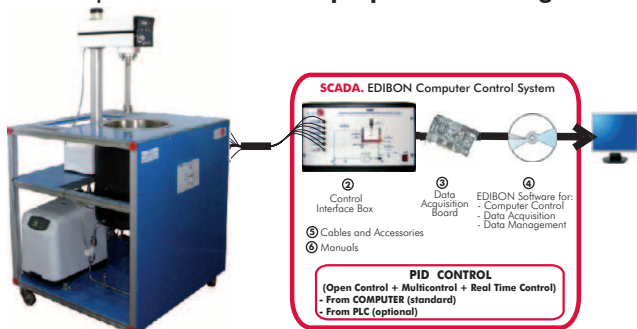 SCADA. EDIBON Computer Control System
②
Control
Interface Box
③
Data
Acquisition
Board
④
EDIBON Software for:
- Computer Control
- Data Acquisition
- Data Management
⑤ Cables and Accessories
⑥ Manuals
PID CONTROL
(Open Control + Multicontrol + Real Time Control)
- From COMPUTER (standard)
- From PLC (optional)